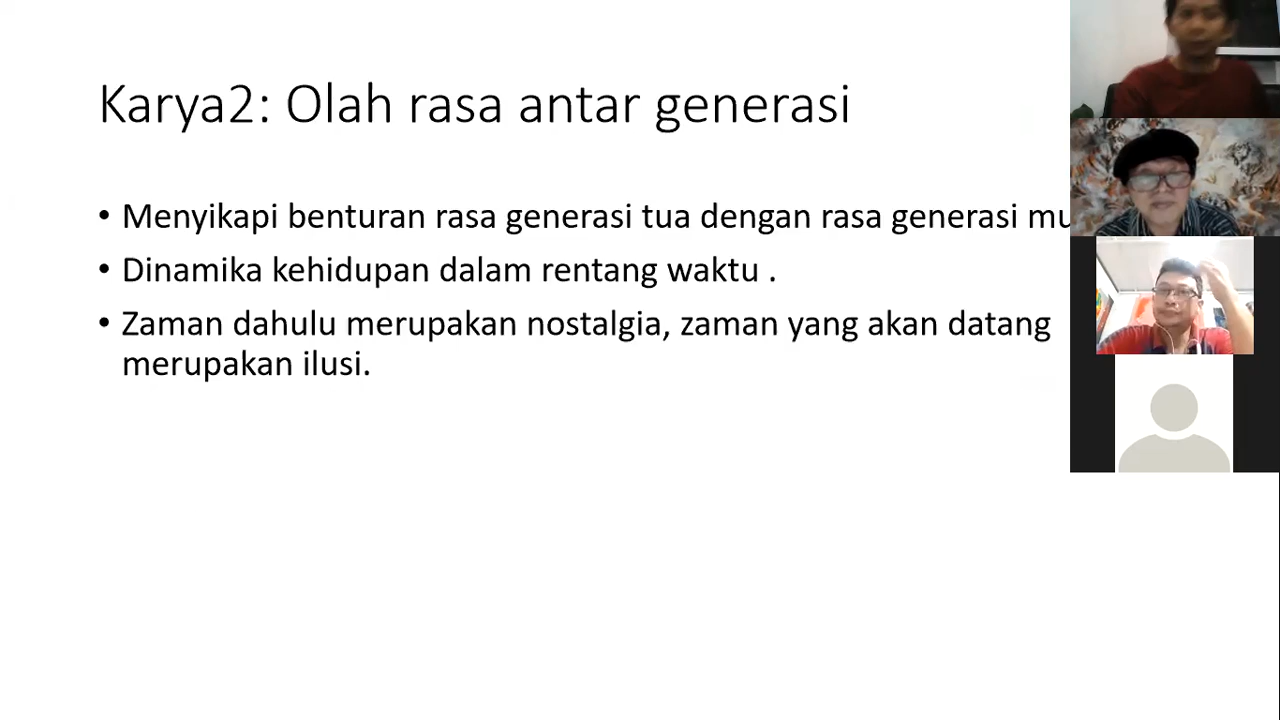 Karya2: Olah rasa antar generasi
• Menyikapi benturan rasa generasi tua dengan rasa generasi
• Dinamika kehidupan dalam rentang waktu .
• Zaman dahulu merupakan nostalgia, zaman yang akan datang
merupakan ilusi.